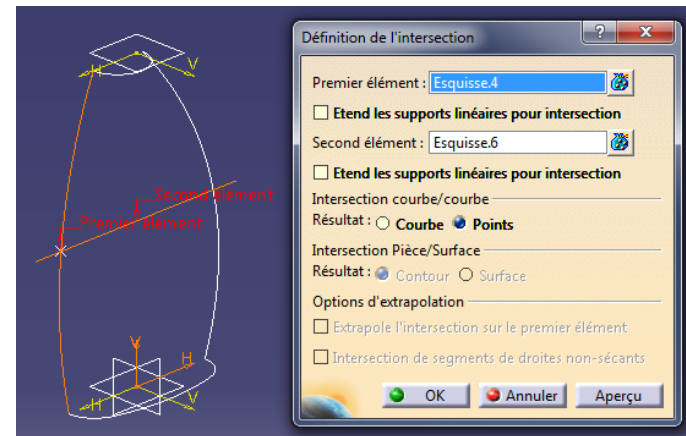 H
V
Second élément
Premier élément
V
H
H
V
Définition de l'intersection
?
X
Premier élément : Esquisse.4
Etend les supports linéaires pour intersection
Second élément : Esquisse.6
Etend les supports linéaires pour intersection
Intersection courbe/courbe
Résultat : Courbe Points
Intersection Pièce/Surface
Résultat : Contour Surface
Options d'extrapolation
Extrapole l'intersection sur le premier élément
Intersection de segments de droites non-sécants
OK Annuler Aperçu